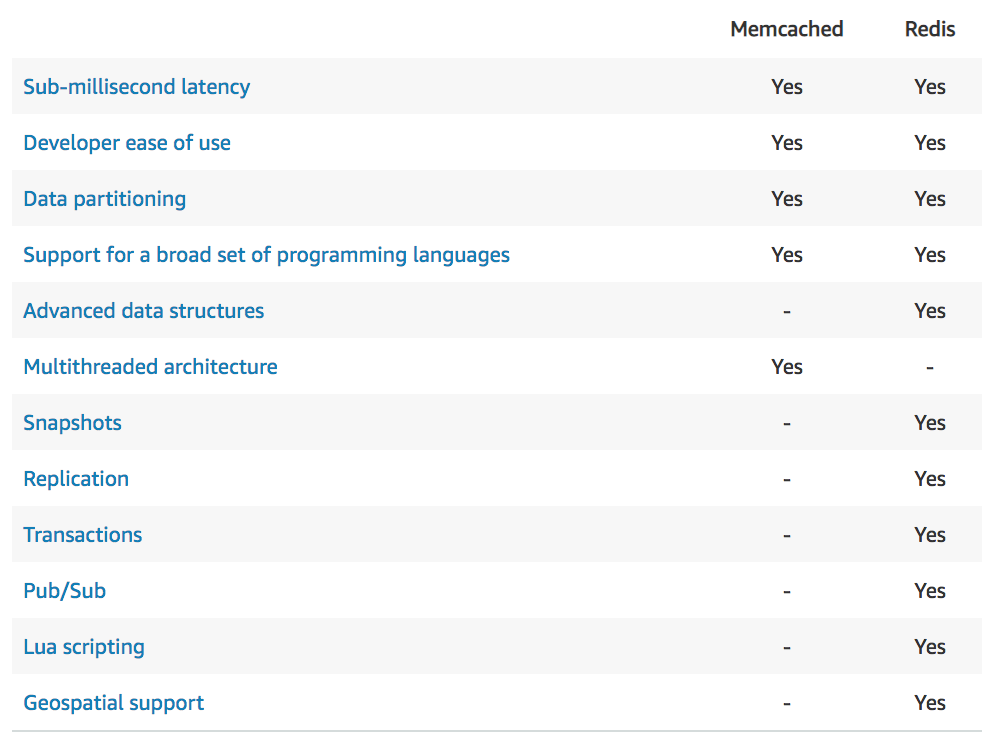 Memcached Redis
Sub-millisecond latency Yes Yes
Developer ease of use Yes Yes
Data partitioning Yes Yes
Support for a broad set of programming languages Yes Yes
Advanced data structures - Yes
Multithreaded architecture Yes -
Snapshots - Yes
Replication - Yes
Transactions - Yes
Pub/Sub - Yes
Lua scripting - Yes
Geospatial support - Yes